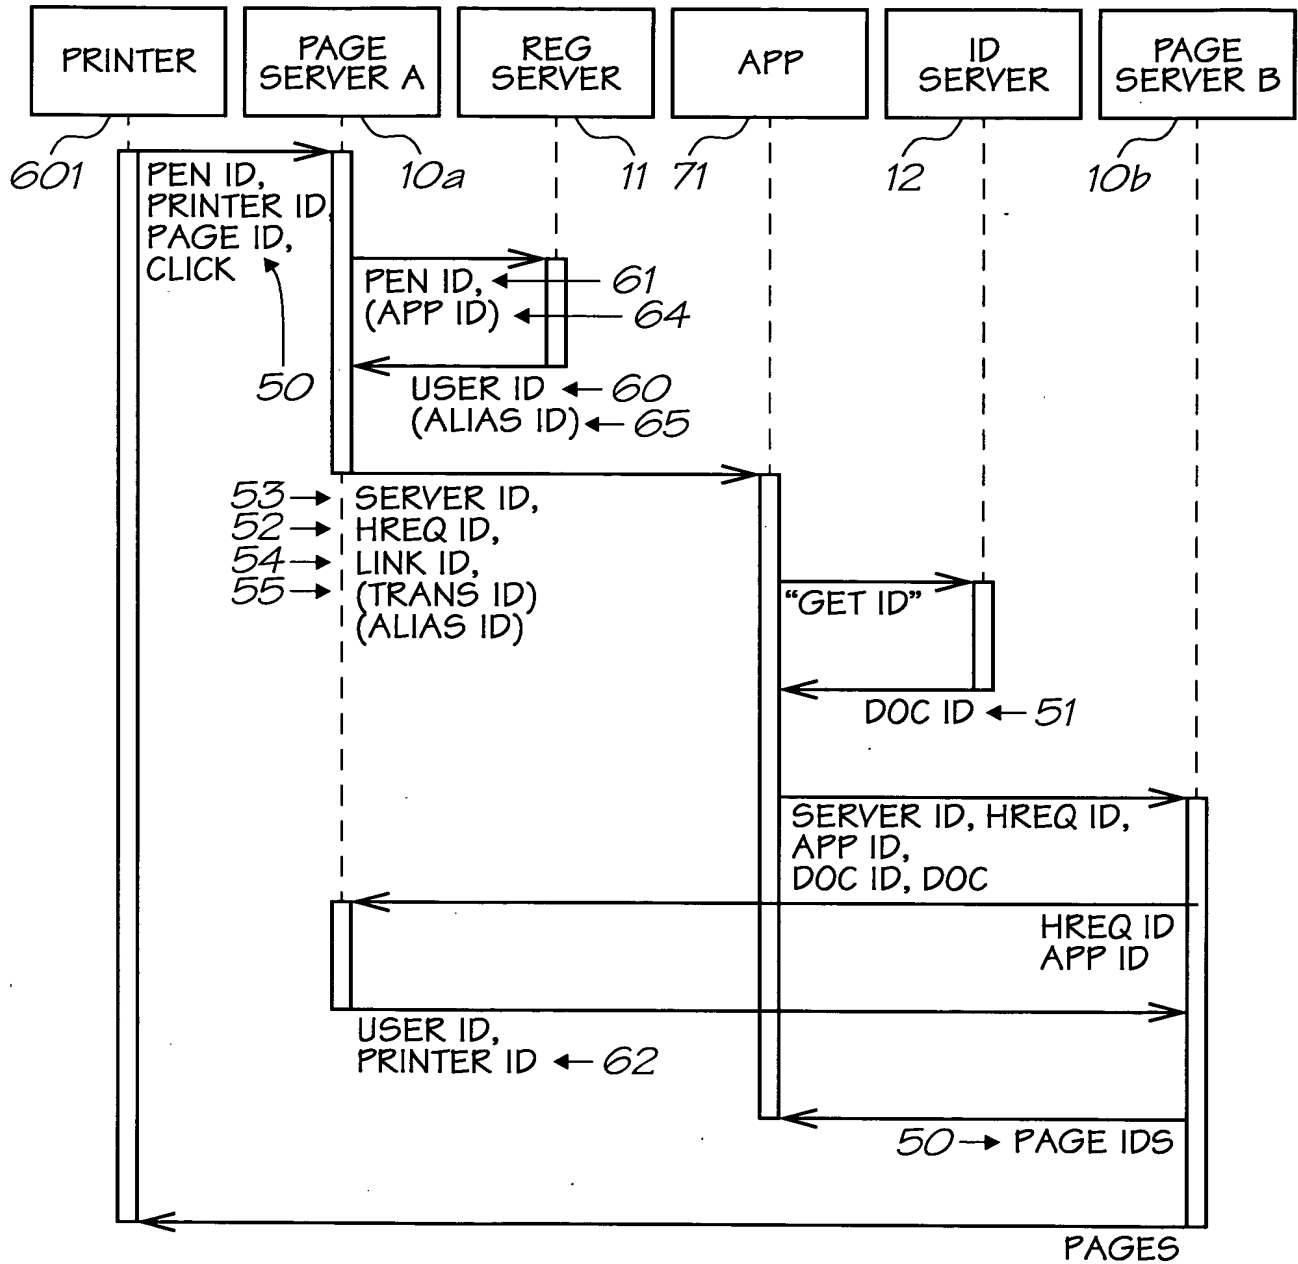 PRINTER
PAGE
SERVER A
REG
SERVER
APP
ID
SERVER
PAGE
SERVER B
601
10a
11
71
12
10b
PEN ID,
PRINTER ID
PAGE ID,
CLICK
50
PEN ID,
61
(APP ID)
64
USER ID
60
(ALIAS ID)
65
53
SERVER ID,
52
HREQ ID,
54
LINK ID,
55
(TRANS ID)
(ALIAS ID)
“GET ID”
DOC ID
51
SERVER ID, HREQ ID,
APP ID,
DOC ID, DOC
HREQ ID
APP ID
USER ID,
PRINTER ID
62
50
PAGE IDS
PAGES